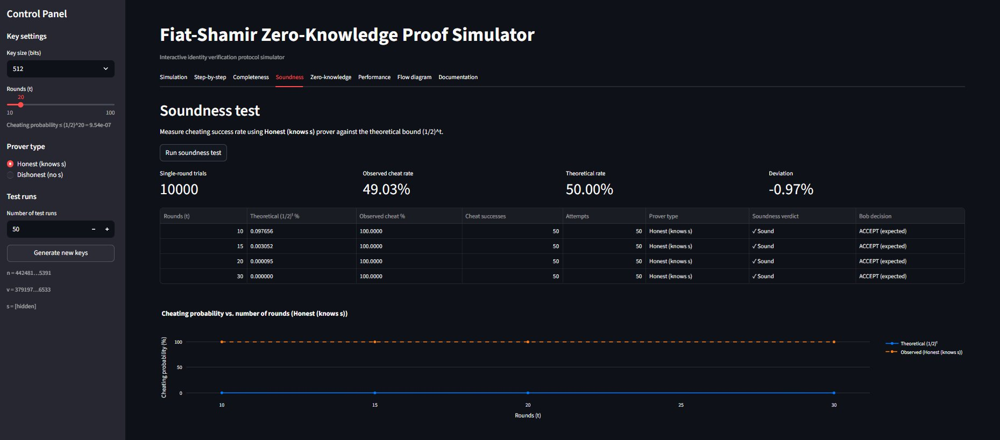 Control Panel
Key settings
Key size (bits)
512
Rounds (t)
20
10 100
Cheating probability ≤ (1/2)^20 = 9.54e-07
Prover type
Honest (knows s)
Dishonest (no s)
Test runs
Number of test runs
50 − +
Generate new keys
n = 442481...5391
v = 379197...6533
s = [hidden]
Fiat-Shamir Zero-Knowledge Proof Simulator
Interactive identity verification protocol simulator
Simulation Step-by-step Completeness Soundness Zero-knowledge Performance Flow diagram Documentation
Soundness test
Measure cheating success rate using Honest (knows s) prover against the theoretical bound (1/2)^t.
Run soundness test
Single-round trials Observed cheat rate Theoretical rate Deviation
10000 49.03% 50.00% -0.97%
Rounds (t) Theoretical (1/2)ᵗ % Observed cheat % Cheat successes Attempts Prover type Soundness verdict Bob decision
10 0.097656 100.0000 50 50 Honest (knows s) ✓ Sound ACCEPT (expected)
15 0.003052 100.0000 50 50 Honest (knows s) ✓ Sound ACCEPT (expected)
20 0.000095 100.0000 50 50 Honest (knows s) ✓ Sound ACCEPT (expected)
30 0.000000 100.0000 50 50 Honest (knows s) ✓ Sound ACCEPT (expected)
Cheating probability vs. number of rounds (Honest (knows s))
Cheating probability (%)
100
50
0
10 15 20 25 30
Rounds (t)
Theoretical (1/2)ᵗ
Observed (Honest (knows s))